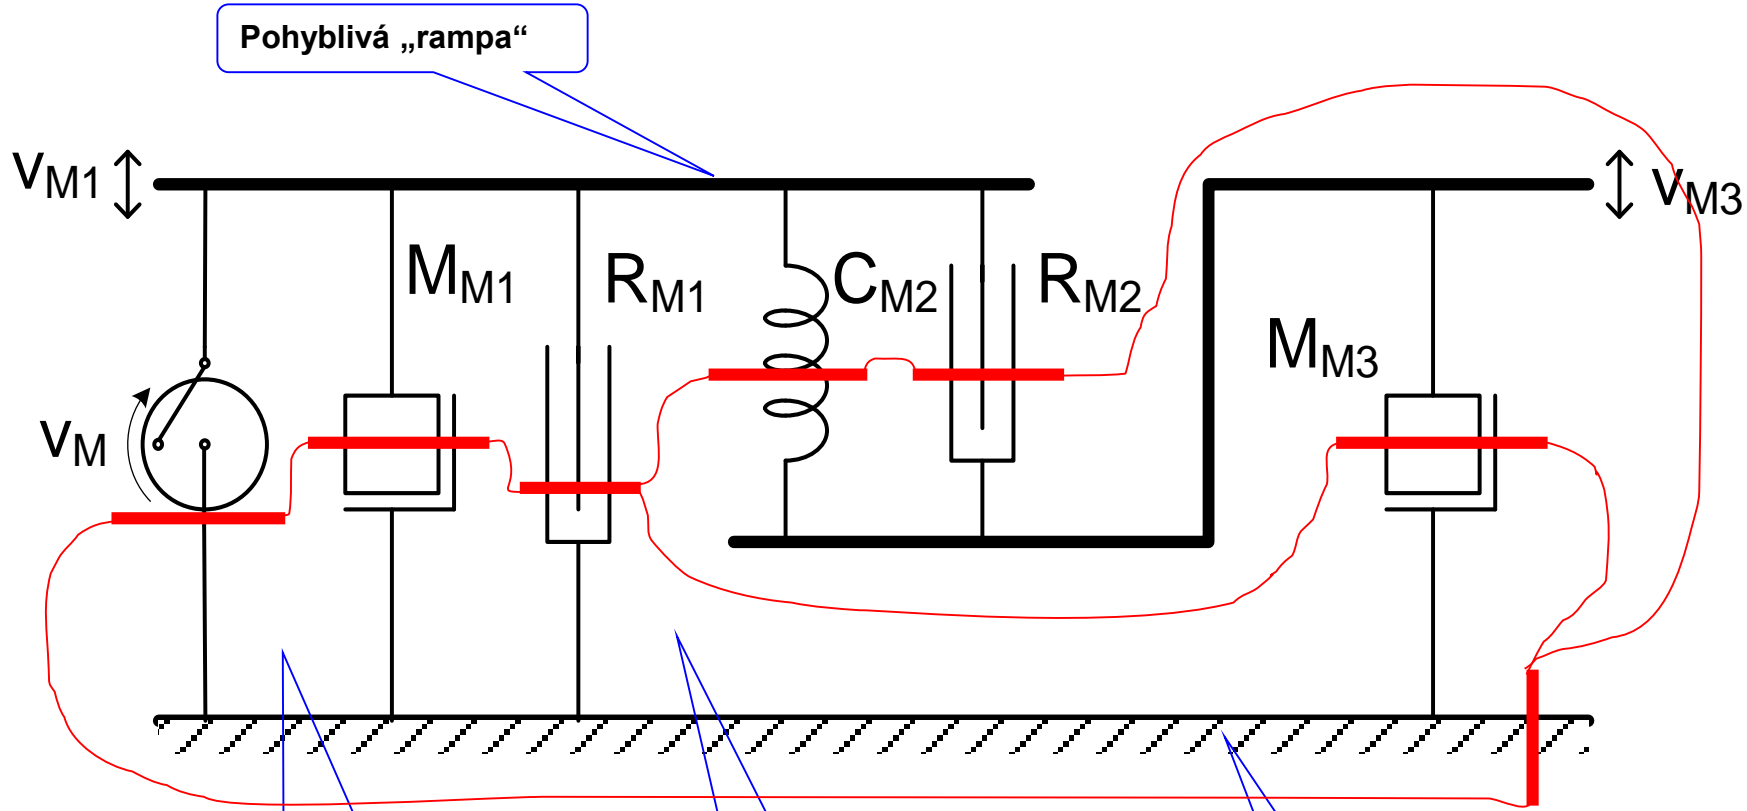 Pohyblivá „rampa“
vM1
vM3
MM1
RM1
CM2
RM2
MM3
vM